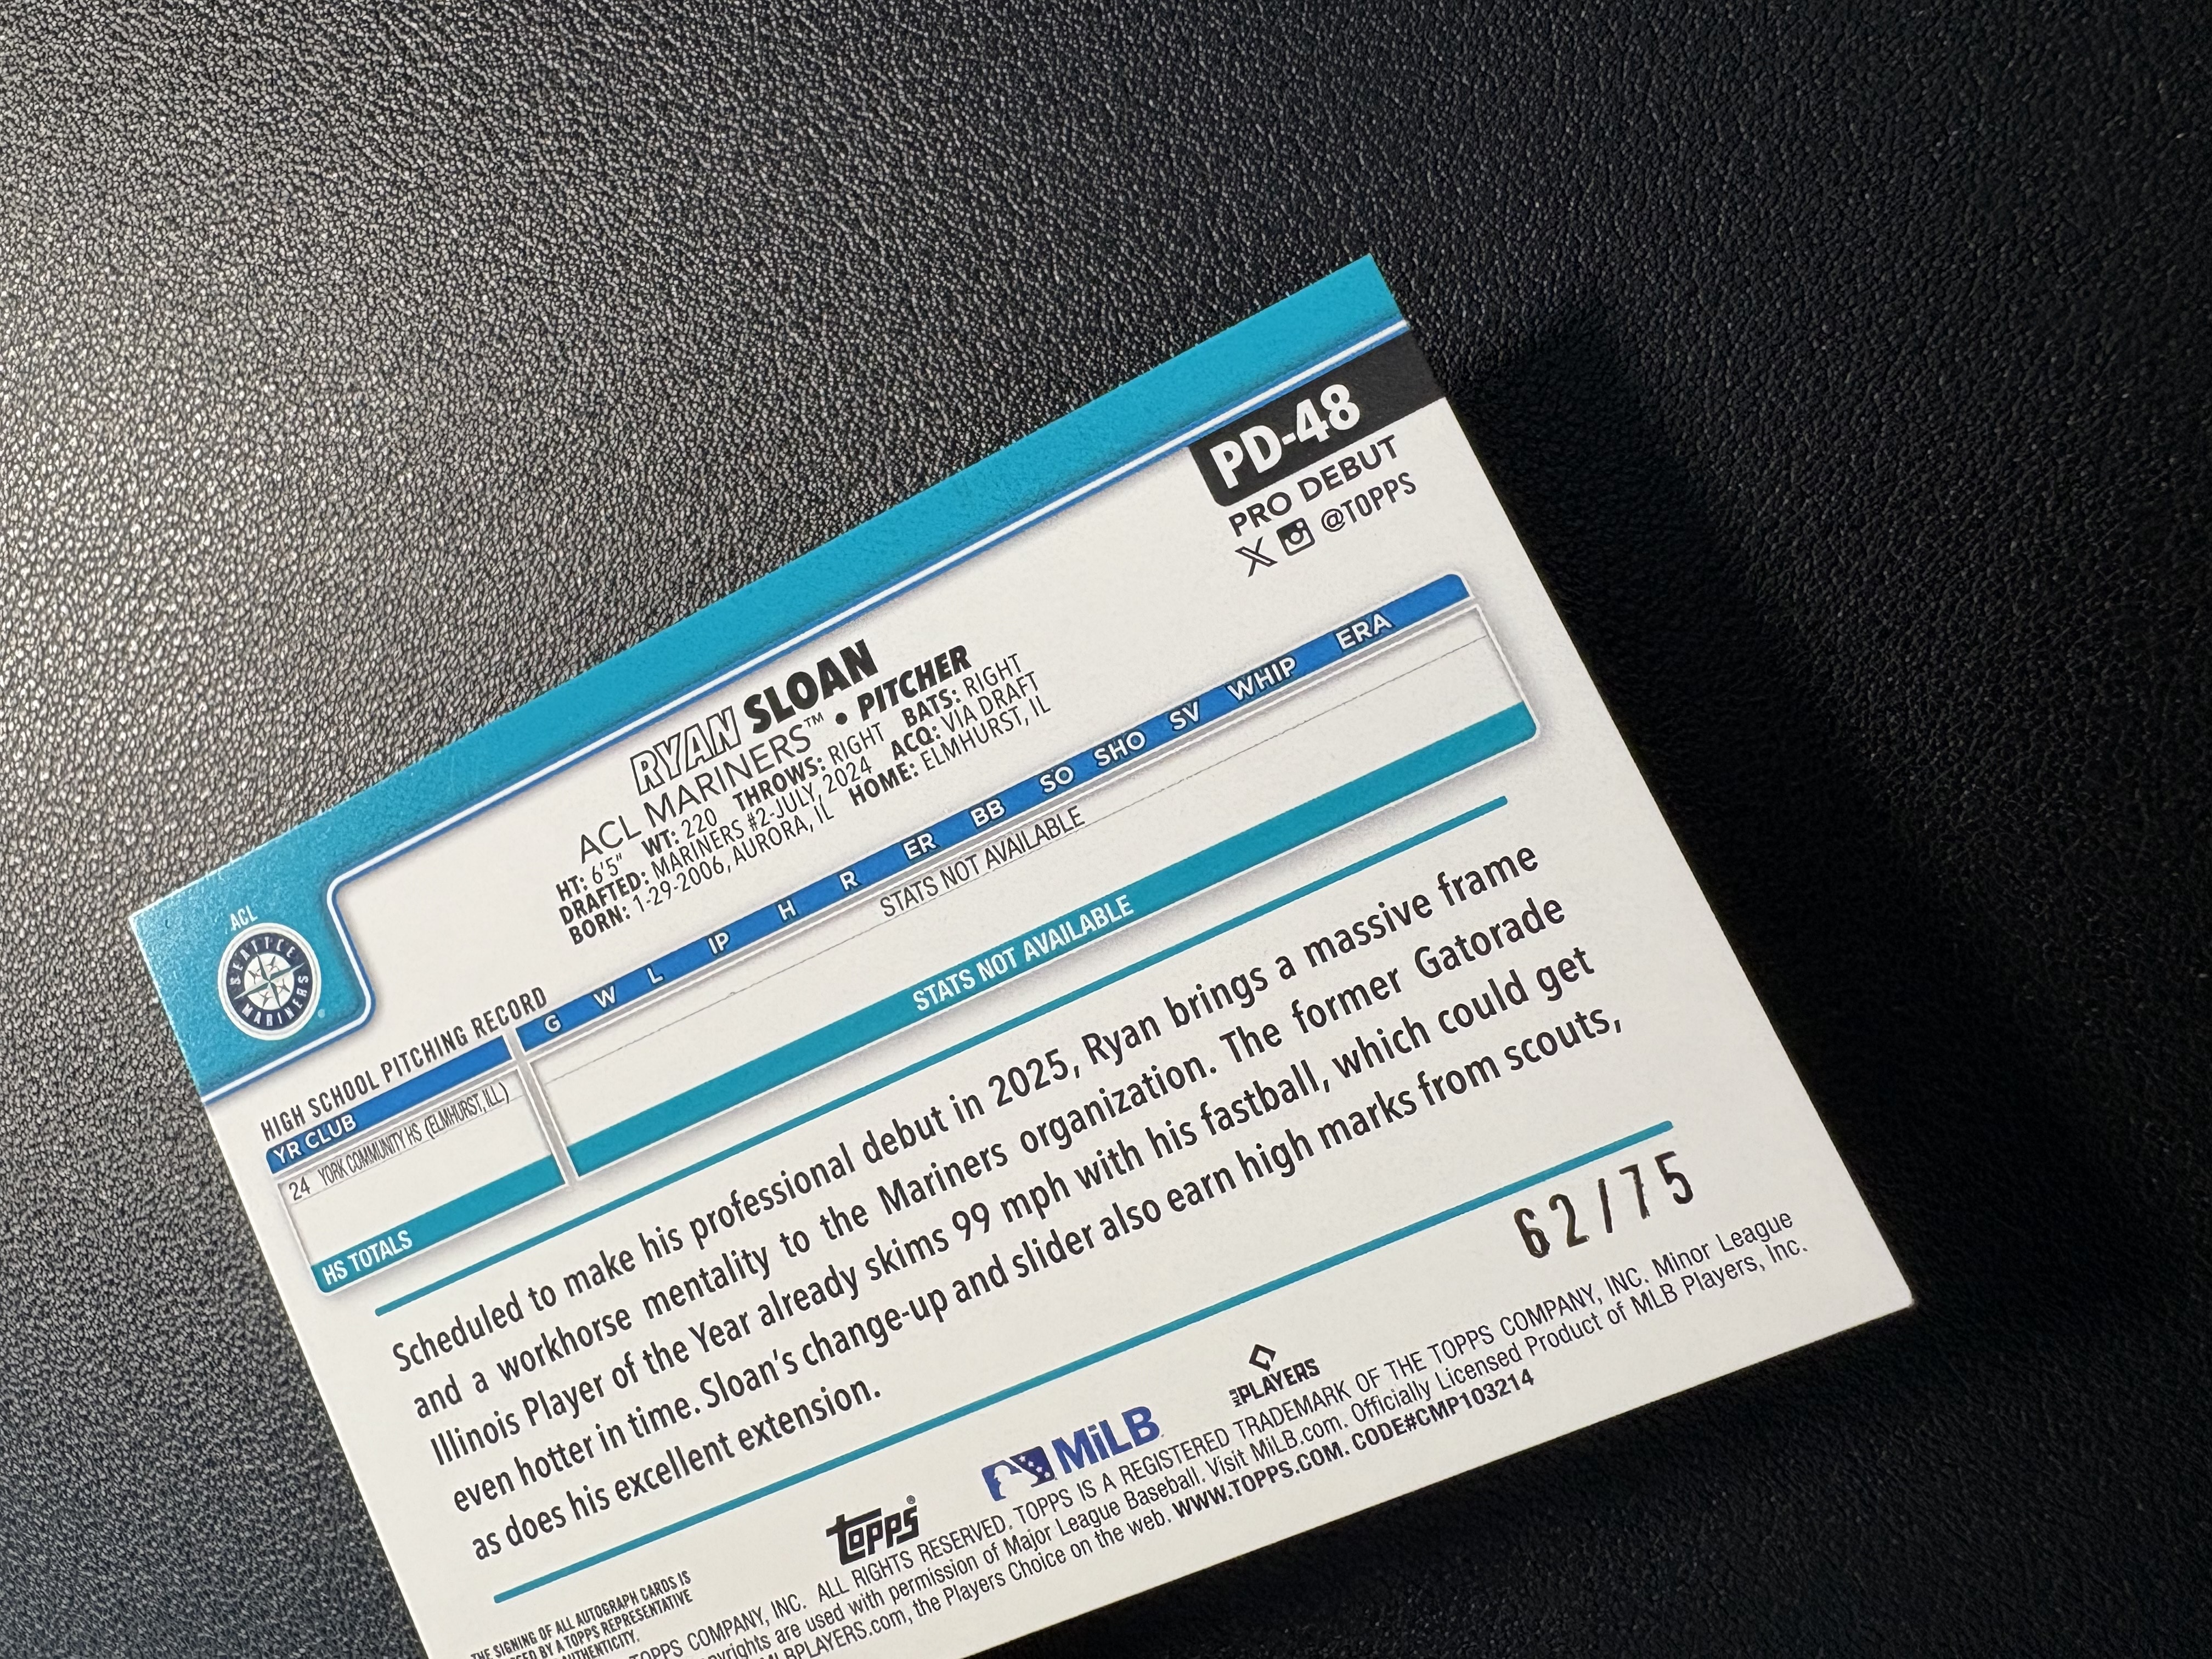 PD-48
PRO DEBUT
@TOPPS
RYAN SLOAN
ACL MARINERS™ • PITCHER
HT: 6'5" WT: 220 THROWS: RIGHT BATS: RIGHT
DRAFTED: MARINERS #2-JULY, 2024 ACQ: VIA DRAFT
BORN: 1-29-2006, AURORA, IL HOME: ELMHURST, IL
ACL
SEATTLE MARINERS
HIGH SCHOOL PITCHING RECORD
YR CLUB G W L IP H R ER BB SO SHO SV WHIP ERA
24 YORK COMMUNITY HS (ELMHURST, ILL.) STATS NOT AVAILABLE
HS TOTALS STATS NOT AVAILABLE
Scheduled to make his professional debut in 2025, Ryan brings a massive frame
and a workhorse mentality to the Mariners organization. The former Gatorade
Illinois Player of the Year already skims 99 mph with his fastball, which could get
even hotter in time. Sloan's change-up and slider also earn high marks from scouts,
as does his excellent extension.
62/75
THE SIGNING OF ALL AUTOGRAPH CARDS IS
BY A TOPPS REPRESENTATIVE
AUTHENTICITY.
topps®
MiLB
MLB PLAYERS
TOPPS COMPANY, INC. ALL RIGHTS RESERVED. TOPPS IS A REGISTERED TRADEMARK OF THE TOPPS COMPANY, INC. Minor League
are used with permission of Major League Baseball. Visit MiLB.com. Officially Licensed Product of MLB Players, Inc.
the Players Choice on the web. WWW.TOPPS.COM. CODE#CMP103214